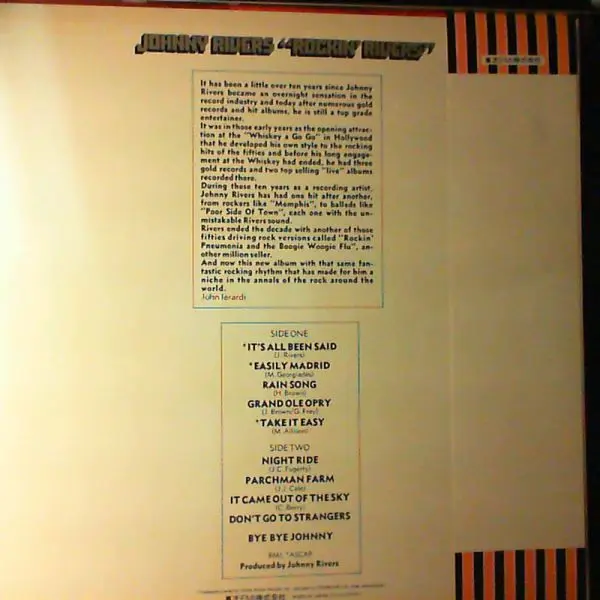 JOHNNY RIVERS "ROCKIN' RIVERS"
It has been a little over ten years since Johnny
Rivers became an overnight sensation in the
record industry and today after numerous gold
records and hit albums, he is still a top grade
entertainer.
It was in those early years as the opening attrac-
tion at the "Whiskey a Go Go" in Hollywood
that he developed his own style to the rocking
hits of the fifties and before his long engage-
ment at the Whiskey had ended, he had three
gold records and two top selling "live" albums
recorded there.
During those ten years as a recording artist,
Johnny Rivers has had one hit after another,
from rockers like "Memphis", to ballads like
"Poor Side Of Town", each one with the un-
mistakable Rivers sound.
Rivers ended the decade with another of those
fifties driving rock versions called "Rockin'
Pneumonia and the Boogie Woogie Flu", an-
other million seller.
And now this new album with that same fan-
tastic rocking rhythm that has made for him a
niche in the annals of the rock around the
world.
John Ierardi
SIDE ONE
*IT'S ALL BEEN SAID
(J. Rivers)
*EASILY MADRID
(M. Georgiades)
RAIN SONG
(H. Brown)
GRAND OLE OPRY
(J. Brown/G. Frey)
*TAKE IT EASY
(M. Allison)
SIDE TWO
NIGHT RIDE
(J.C. Fogerty)
PARCHMAN FARM
(J.J. Cale)
IT CAME OUT OF THE SKY
(C. Berry)
DON'T GO TO STRANGERS
BYE BYE JOHNNY
BMI, *ASCAP
Produced by Johnny Rivers